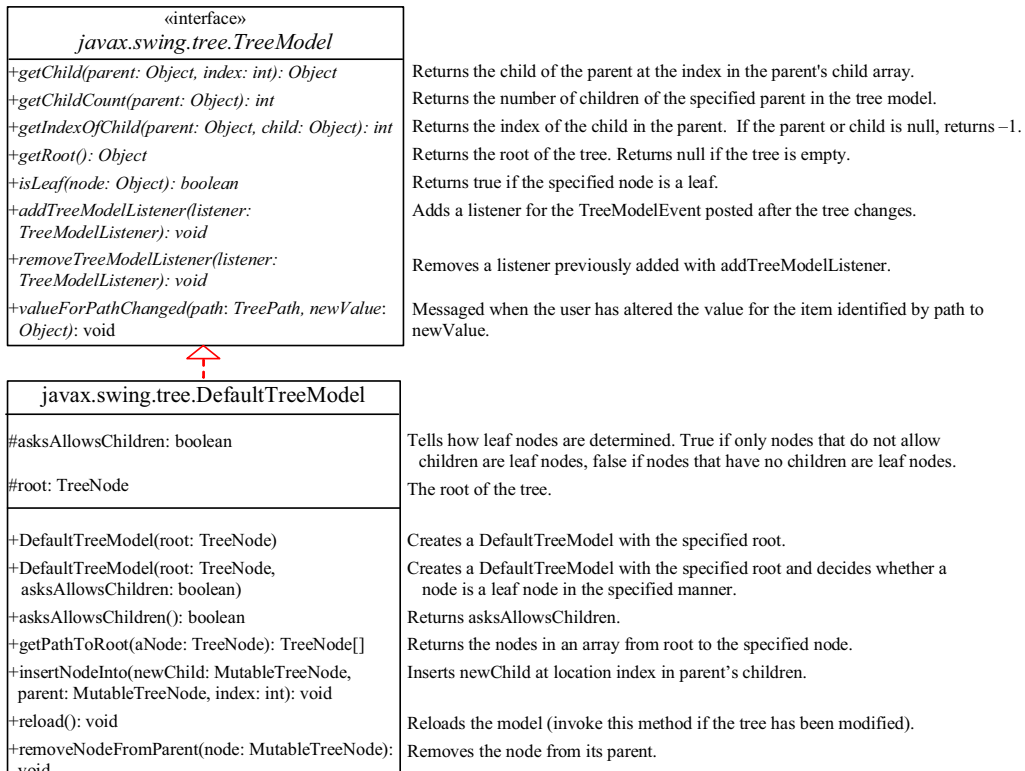 «interface»
javax.swing.tree.TreeModel
+getChild(parent: Object, index: int): Object
Returns the child of the parent at the index in the parent's child array.
+getChildCount(parent: Object): int
Returns the number of children of the specified parent in the tree model.
+getIndexOfChild(parent: Object, child: Object): int
Returns the index of the child in the parent. If the parent or child is null, returns –1.
+getRoot(): Object
Returns the root of the tree. Returns null if the tree is empty.
+isLeaf(node: Object): boolean
Returns true if the specified node is a leaf.
+addTreeModelListener(listener:
TreeModelListener): void
Adds a listener for the TreeModelEvent posted after the tree changes.
+removeTreeModelListener(listener:
TreeModelListener): void
Removes a listener previously added with addTreeModelListener.
+valueForPathChanged(path: TreePath, newValue:
Object): void
Messaged when the user has altered the value for the item identified by path to
newValue.
javax.swing.tree.DefaultTreeModel
#asksAllowsChildren: boolean
Tells how leaf nodes are determined. True if only nodes that do not allow
children are leaf nodes, false if nodes that have no children are leaf nodes.
#root: TreeNode
The root of the tree.
+DefaultTreeModel(root: TreeNode)
Creates a DefaultTreeModel with the specified root.
+DefaultTreeModel(root: TreeNode,
asksAllowsChildren: boolean)
Creates a DefaultTreeModel with the specified root and decides whether a
node is a leaf node in the specified manner.
+asksAllowsChildren(): boolean
Returns asksAllowsChildren.
+getPathToRoot(aNode: TreeNode): TreeNode[]
Returns the nodes in an array from root to the specified node.
+insertNodeInto(newChild: MutableTreeNode,
parent: MutableTreeNode, index: int): void
Inserts newChild at location index in parent’s children.
+reload(): void
Reloads the model (invoke this method if the tree has been modified).
+removeNodeFromParent(node: MutableTreeNode):
void
Removes the node from its parent.